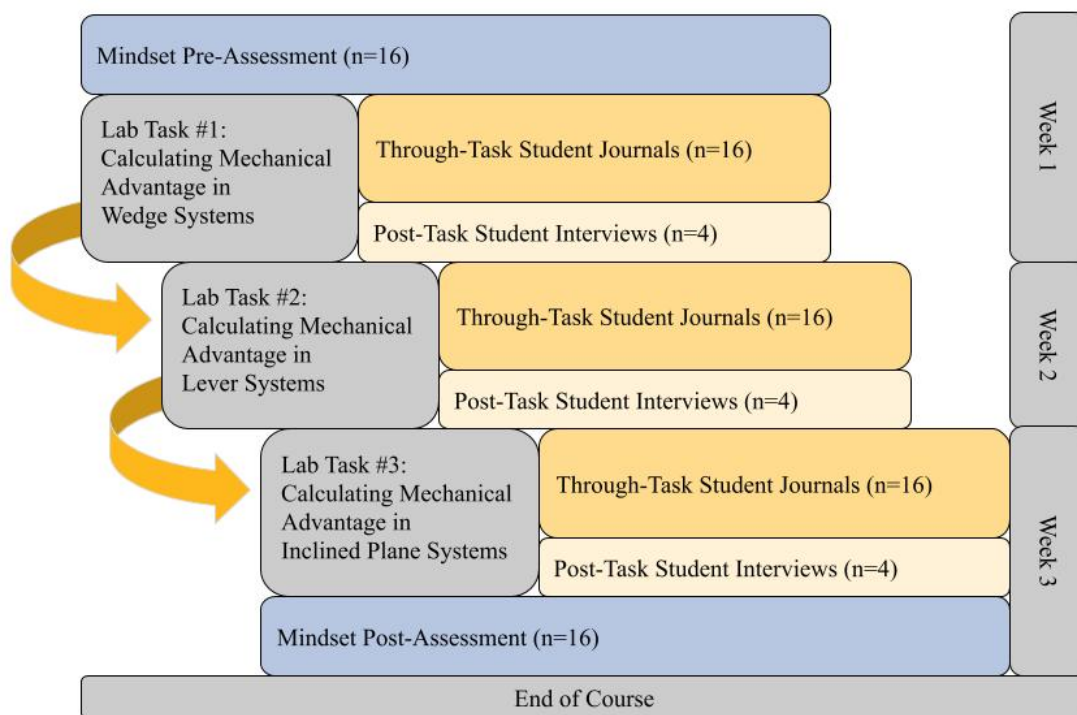 Mindset Pre-Assessment (n=16)
Lab Task #1:
Calculating Mechanical
Advantage in
Wedge Systems
Through-Task Student Journals (n=16)
Post-Task Student Interviews (n=4)
Week 1
Lab Task #2:
Calculating Mechanical
Advantage in
Lever Systems
Through-Task Student Journals (n=16)
Post-Task Student Interviews (n=4)
Week 2
Lab Task #3:
Calculating Mechanical
Advantage in
Inclined Plane Systems
Through-Task Student Journals (n=16)
Post-Task Student Interviews (n=4)
Week 3
Mindset Post-Assessment (n=16)
End of Course